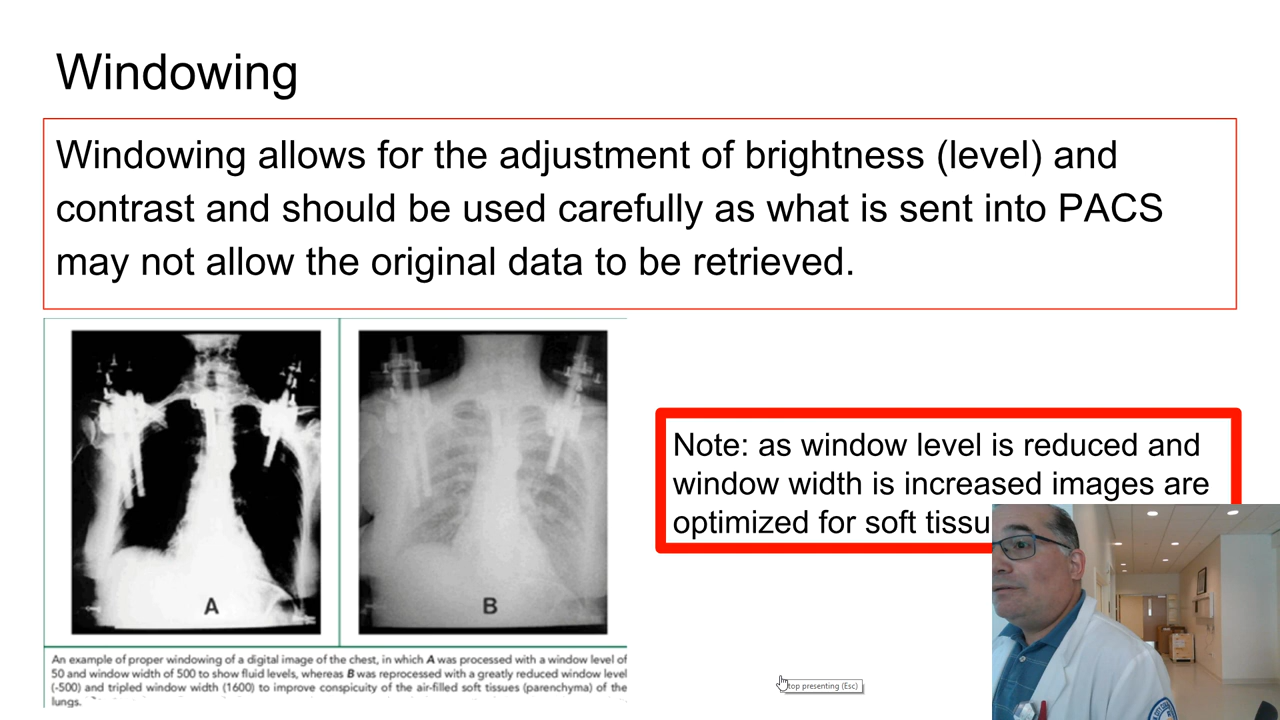 Windowing
Windowing allows for the adjustment of brightness (level) and
contrast and should be used carefully as what is sent into PACS
may not allow the original data to be retrieved.
A
B
Note: as window level is reduced and
window width is increased images are
optimized for soft tissu
An example of proper windowing of a digital image of the chest, in which A was processed with a window level of
50 and window width of 500 to show fluid levels, whereas B was reprocessed with a greatly reduced window level
(-500) and tripled window width (1600) to improve conspicuity of the air-filled soft tissues (parenchyma) of the
lungs.
top presenting (Esc)